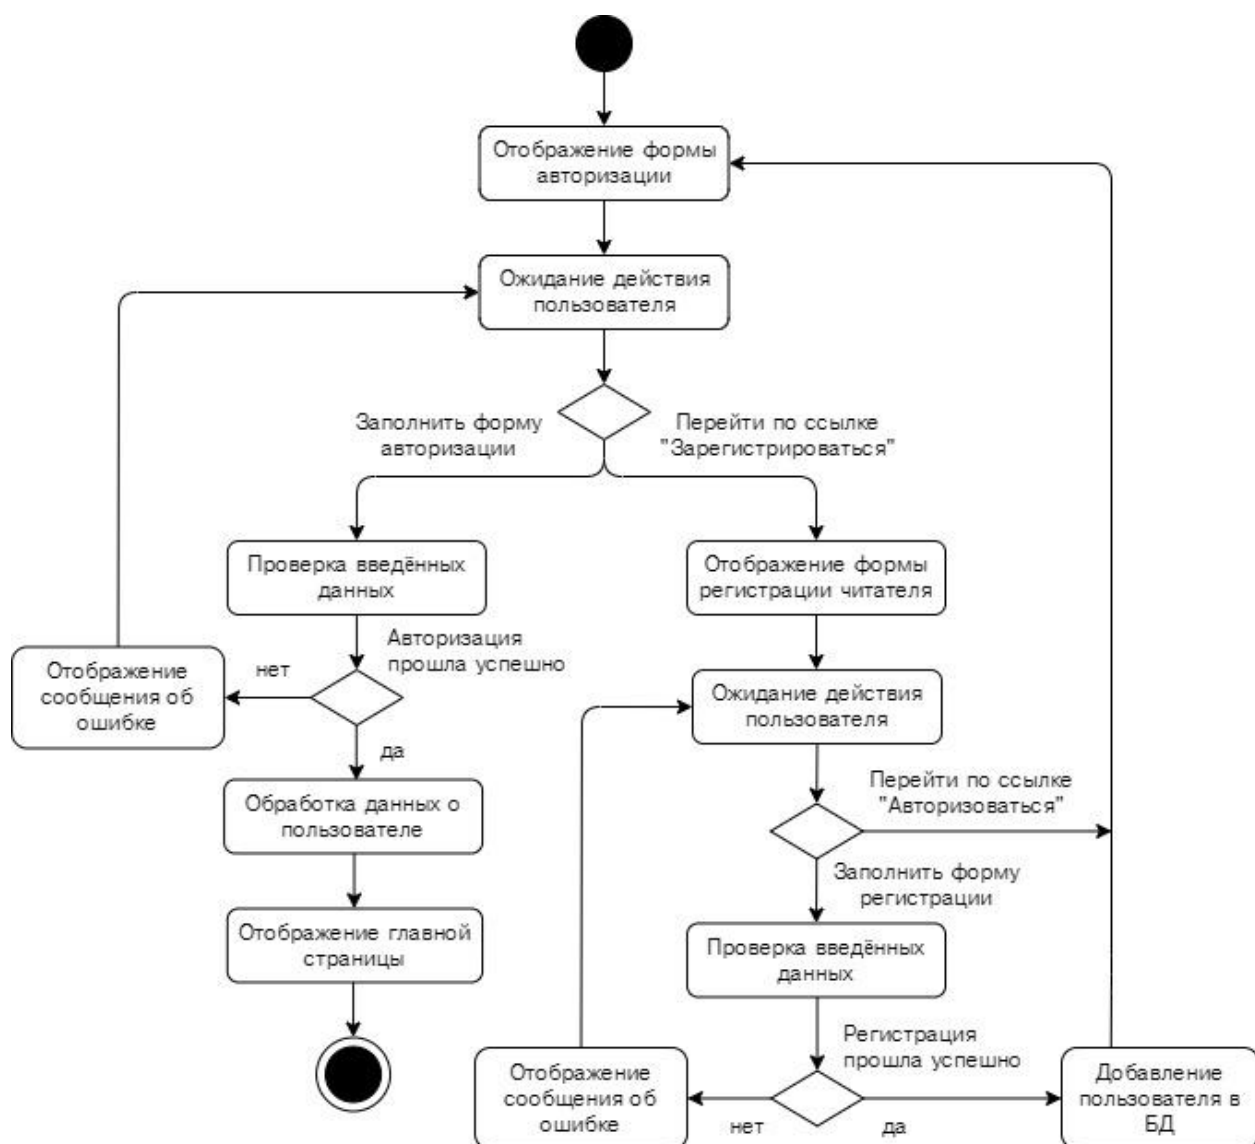 Отображение формы
авторизации
Ожидание действия
пользователя
Заполнить форму
авторизации
Перейти по ссылке
"Зарегистрироваться"
Проверка введённых
данных
Отображение формы
регистрации читателя
Авторизация
прошла успешно
нет
Отображение
сообщения об
ошибке
да
Ожидание действия
пользователя
Обработка данных о
пользователе
Перейти по ссылке
"Авторизоваться"
Заполнить форму
регистрации
Отображение главной
страницы
Проверка введённых
данных
Регистрация
прошла успешно
Отображение
сообщения об
ошибке
нет
да
Добавление
пользователя в
БД